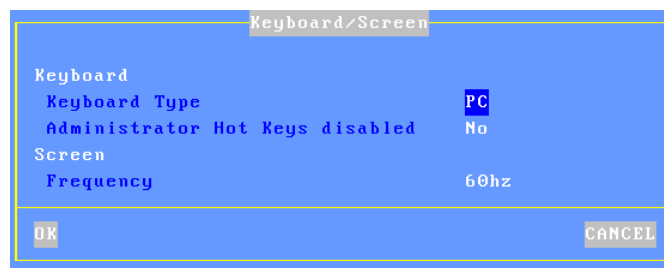 Keyboard/Screen
Keyboard
Keyboard Type PC
Administrator Hot Keys disabled No
Screen
Frequency 60hz
OK CANCEL